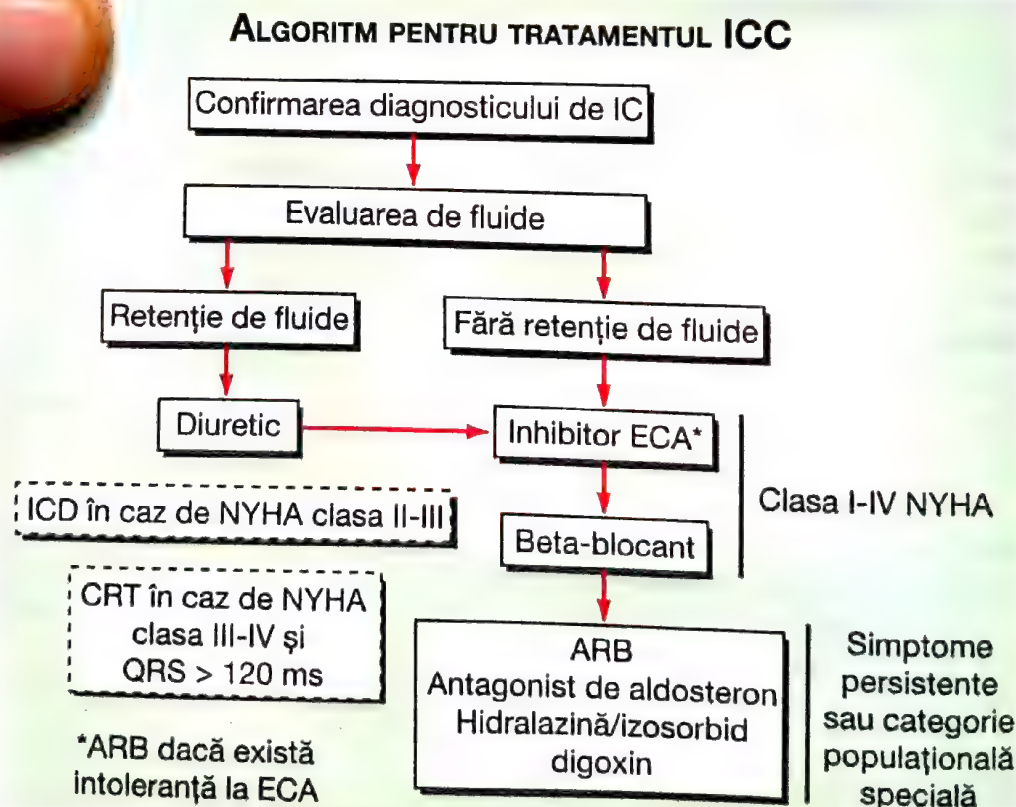 ALGORITM PENTRU TRATAMENTUL ICC
Confirmarea diagnosticului de IC
Evaluarea de fluide
Retenție de fluide
Fără retenție de fluide
Diuretic
Inhibitor ECA*
Clasa I-IV NYHA
ICD în caz de NYHA clasa II-III
Beta-blocant
CRT în caz de NYHA
clasa III-IV și
QRS > 120 ms
ARB
Antagonist de aldosteron
Hidralazină/izosorbid
digoxin
Simptome
persistente
sau categorie
populațională
specială
*ARB dacă există
intoleranță la ECA